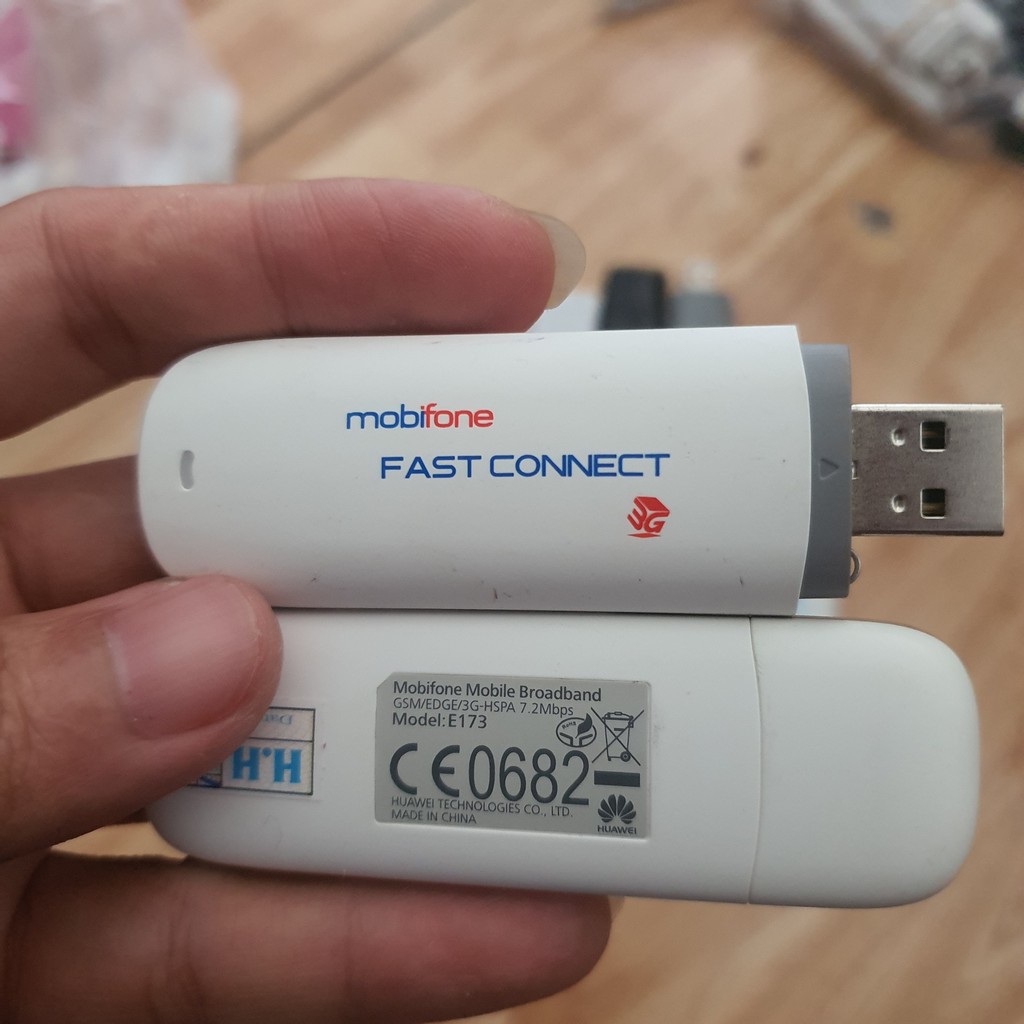 mobifone
FAST CONNECT
3G
Mobifone Mobile Broadband
GSM/EDGE/3G-HSPA 7.2Mbps
Model:E173
RoHS
CE0682
HUAWEI TECHNOLOGIES CO., LTD.
MADE IN CHINA
HUAWEI
H.H